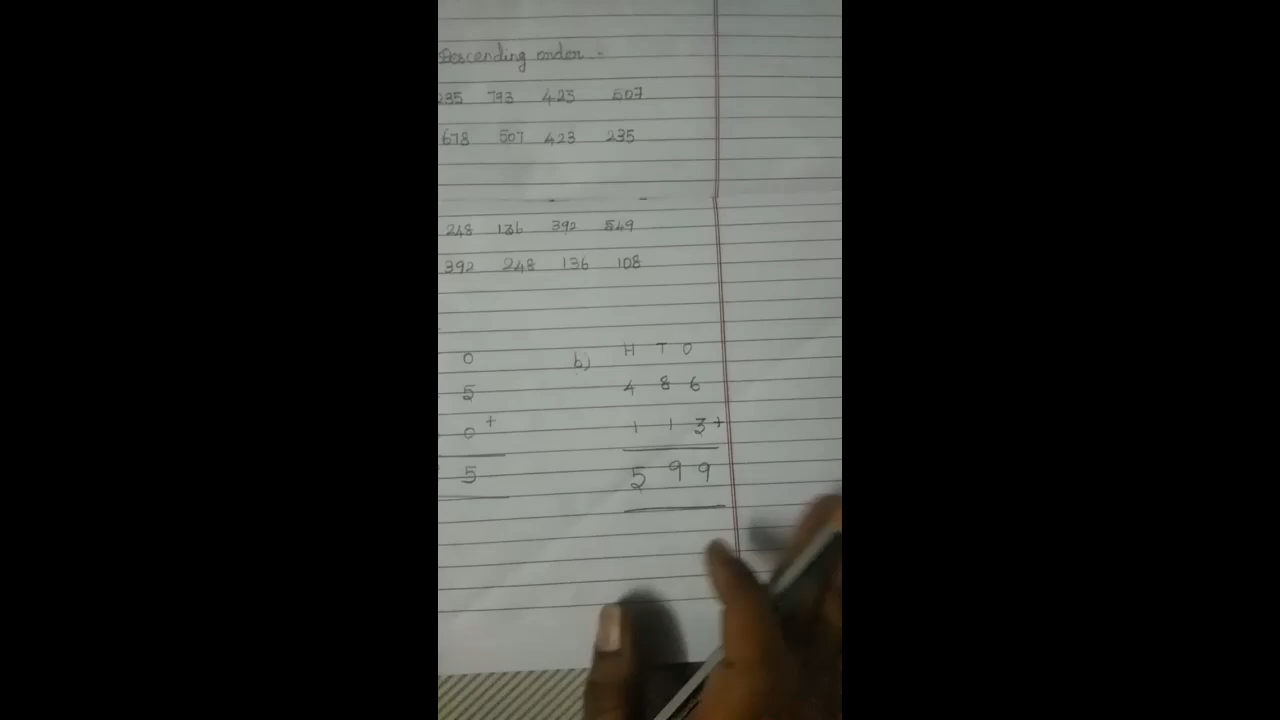 Descending order -
235 793 423 507
678 507 423 235
248 136 392 549
392 248 136 108
O b) H T O
5 4 8 6
0 + 1 1 3 +
5 5 9 9